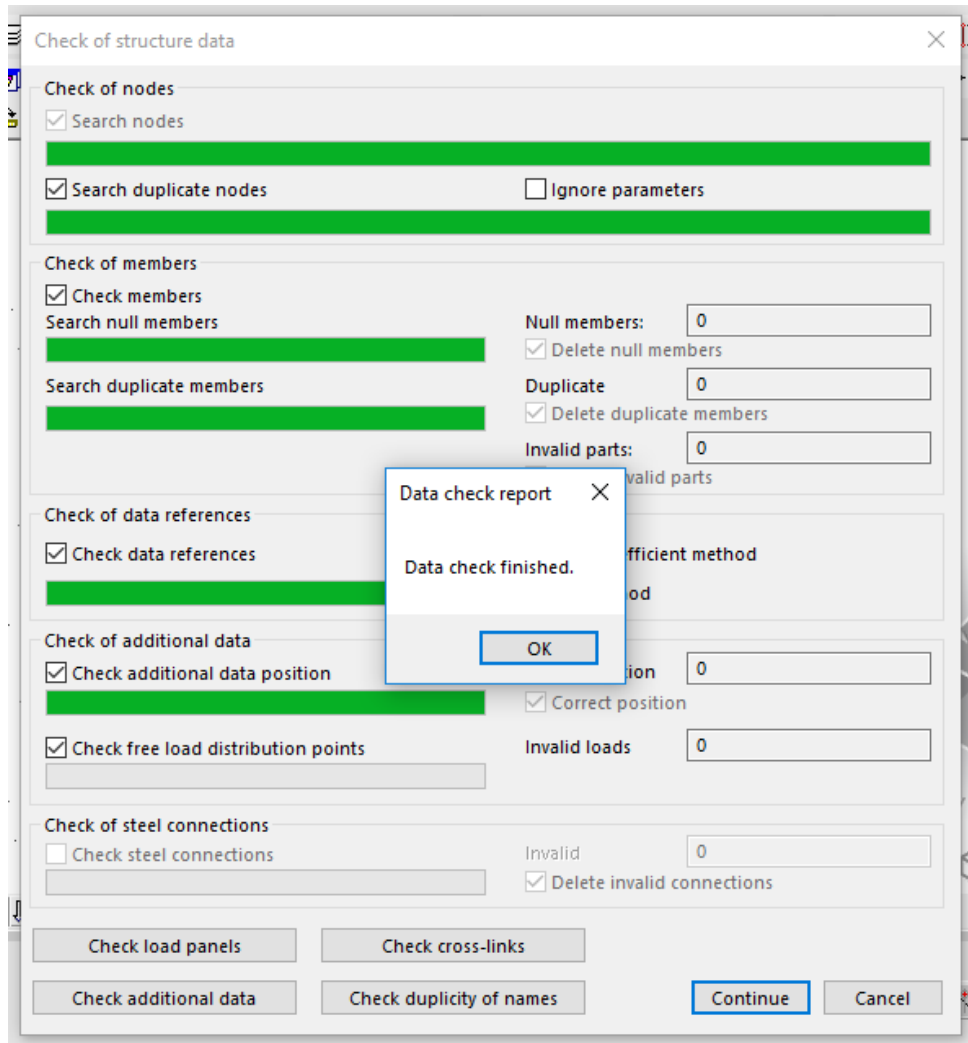 Check of structure data
Check of nodes
Search nodes
Search duplicate nodes
Ignore parameters
Check of members
Check members
Search null members
Null members:
0
Delete null members
Search duplicate members
Duplicate
0
Delete duplicate members
Invalid parts:
0
valid parts
Data check report
Data check finished.
OK
Check of data references
Check data references
efficient method
od
Check of additional data
Check additional data position
ion
0
Correct position
Check free load distribution points
Invalid loads
0
Check of steel connections
Check steel connections
Invalid
0
Delete invalid connections
Check load panels
Check cross-links
Check additional data
Check duplicity of names
Continue
Cancel